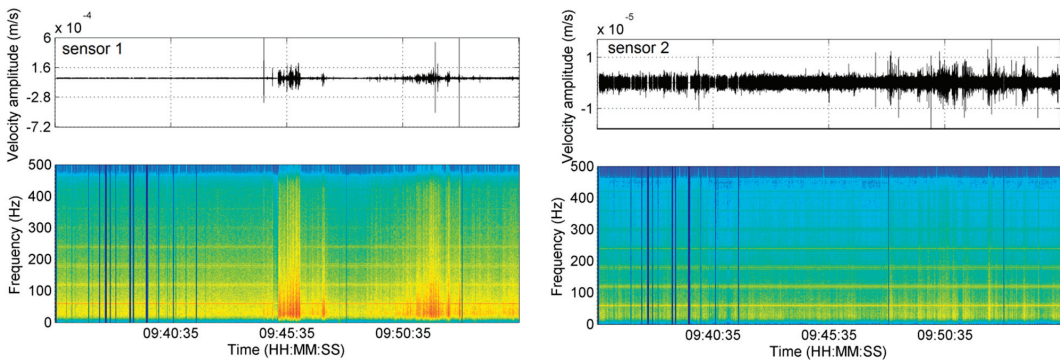 x 10⁻⁴
Velocity amplitude (m/s)
6
1.6
-2.8
-7.2
sensor 1
Frequency (Hz)
500
400
300
200
100
0
09:40:35 09:45:35 09:50:35
Time (HH:MM:SS)
x 10⁻⁵
Velocity amplitude (m/s)
1
-1
sensor 2
Frequency (Hz)
500
400
300
200
100
0
09:40:35 09:45:35 09:50:35
Time (HH:MM:SS)